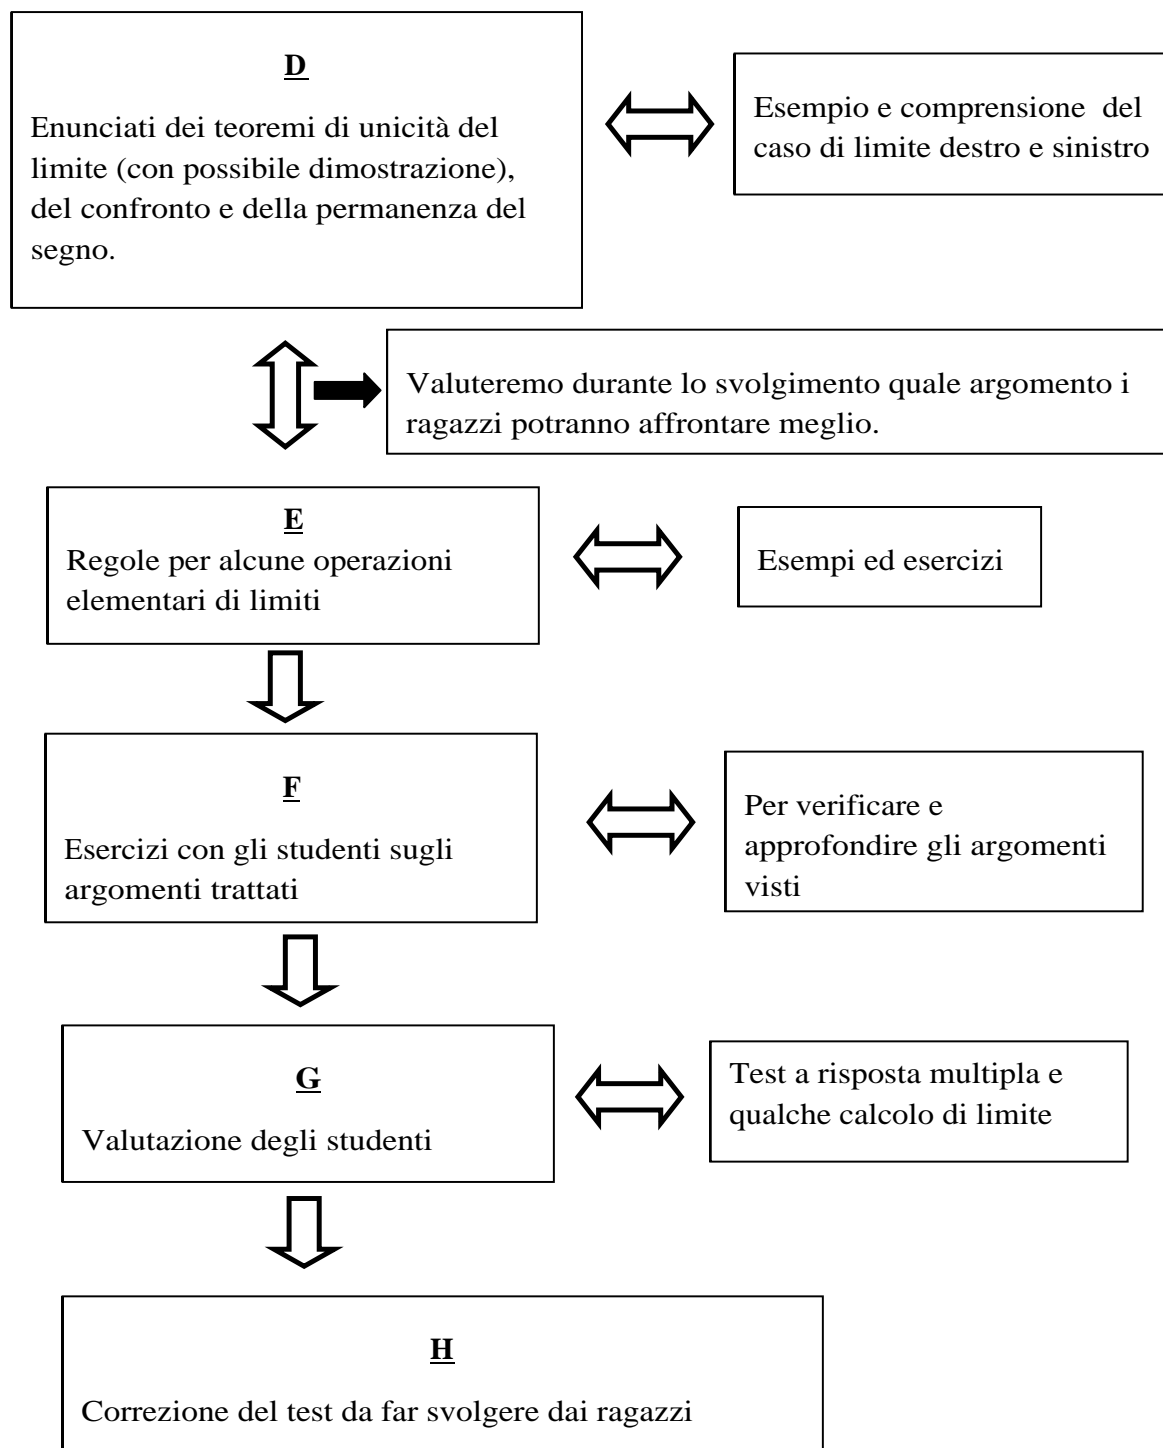 D
Enunciati dei teoremi di unicità del
limite (con possibile dimostrazione),
del confronto e della permanenza del
segno.
Esempio e comprensione  del
caso di limite destro e sinistro
Valuteremo durante lo svolgimento quale argomento i
ragazzi potranno affrontare meglio.
E
Regole per alcune operazioni
elementari di limiti
Esempi ed esercizi
F
Esercizi con gli studenti sugli
argomenti trattati
Per verificare e
approfondire gli argomenti
visti
G
Valutazione degli studenti
Test a risposta multipla e
qualche calcolo di limite
H
Correzione del test da far svolgere dai ragazzi